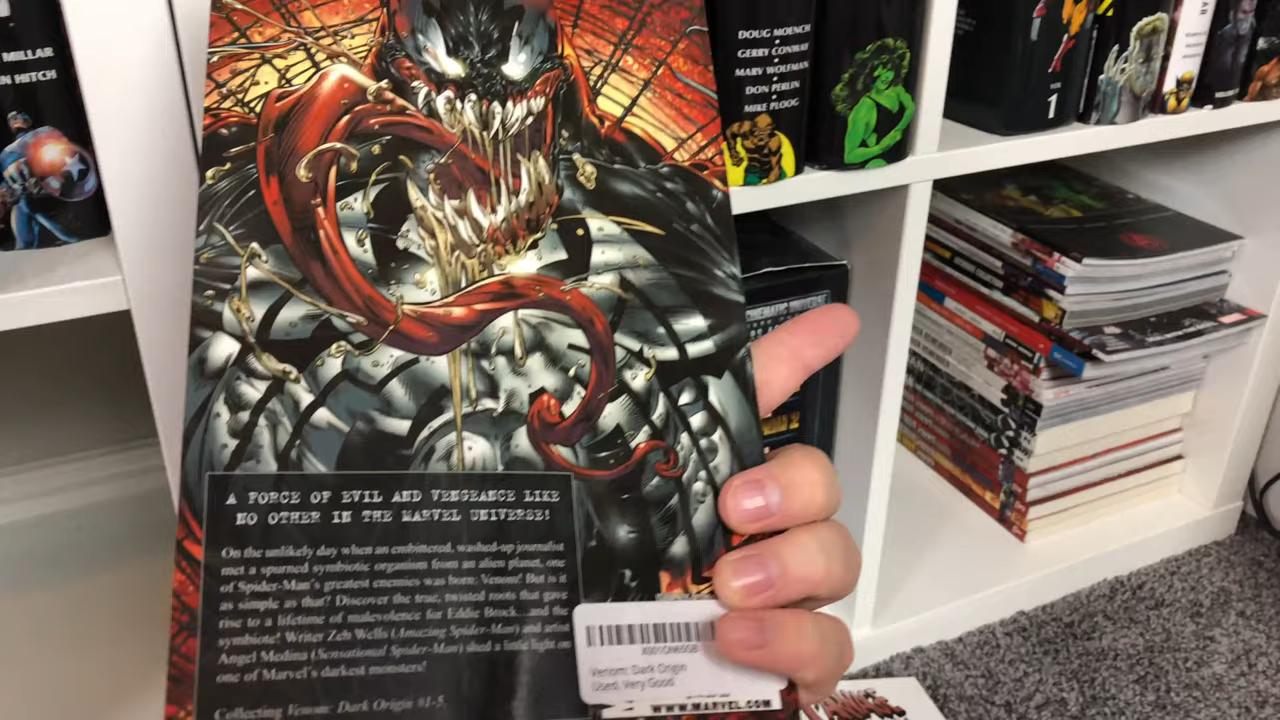 MILLAR
N HITCH
DOUG MOENCH
GERRY CONWAY
MARV WOLFMAN
DON PERLIN
MIKE PLOOG
VOL
1
CINEMATIC UNIVERSE
2
A FORCE OF EVIL AND VENGEANCE LIKE
NO OTHER IN THE MARVEL UNIVERSE!
On the unlikely day when an embittered, washed-up journalist
met a spurned symbiotic organism from an alien planet, one
of Spider-Man's greatest enemies was born: Venom! But is it
as simple as that? Discover the true, twisted roots that gave
rise to a lifetime of malevolence for Eddie Brock...and the
symbiote! Writer Zeb Wells (Amazing Spider-Man) and artist
Angel Medina (Sensational Spider-Man) shed a little light on
one of Marvel's darkest monsters!
Collecting Venom: Dark Origin #1-5.
Venom: Dark Origin
Used, Very Good
WWW.MARVEL.COM
CARNAGE